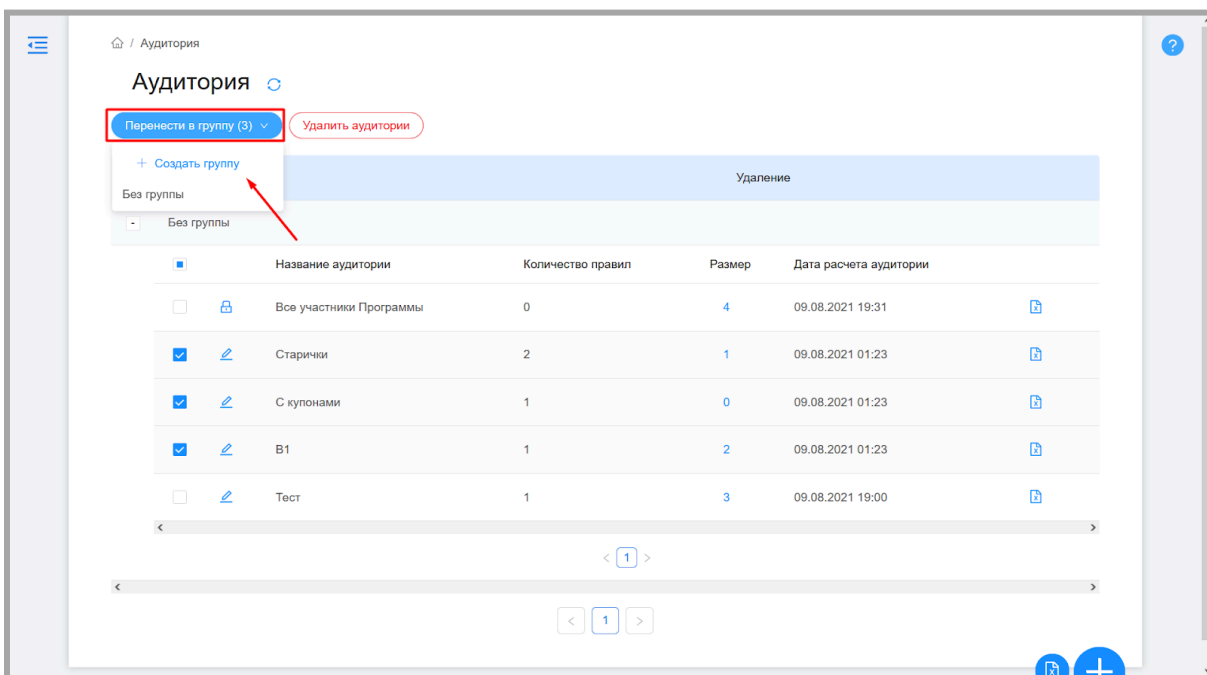 / Аудитория
Аудитория
Перенести в группу (3) Удалить аудитории
+ Создать группу
Удаление
Без группы
- Без группы
Название аудитории Количество правил Размер Дата расчета аудитории
Все участники Программы 0 4 09.08.2021 19:31
Старички 2 1 09.08.2021 01:23
С купонами 1 0 09.08.2021 01:23
В1 1 2 09.08.2021 01:23
Тест 1 3 09.08.2021 19:00
< 1 >
< 1 >